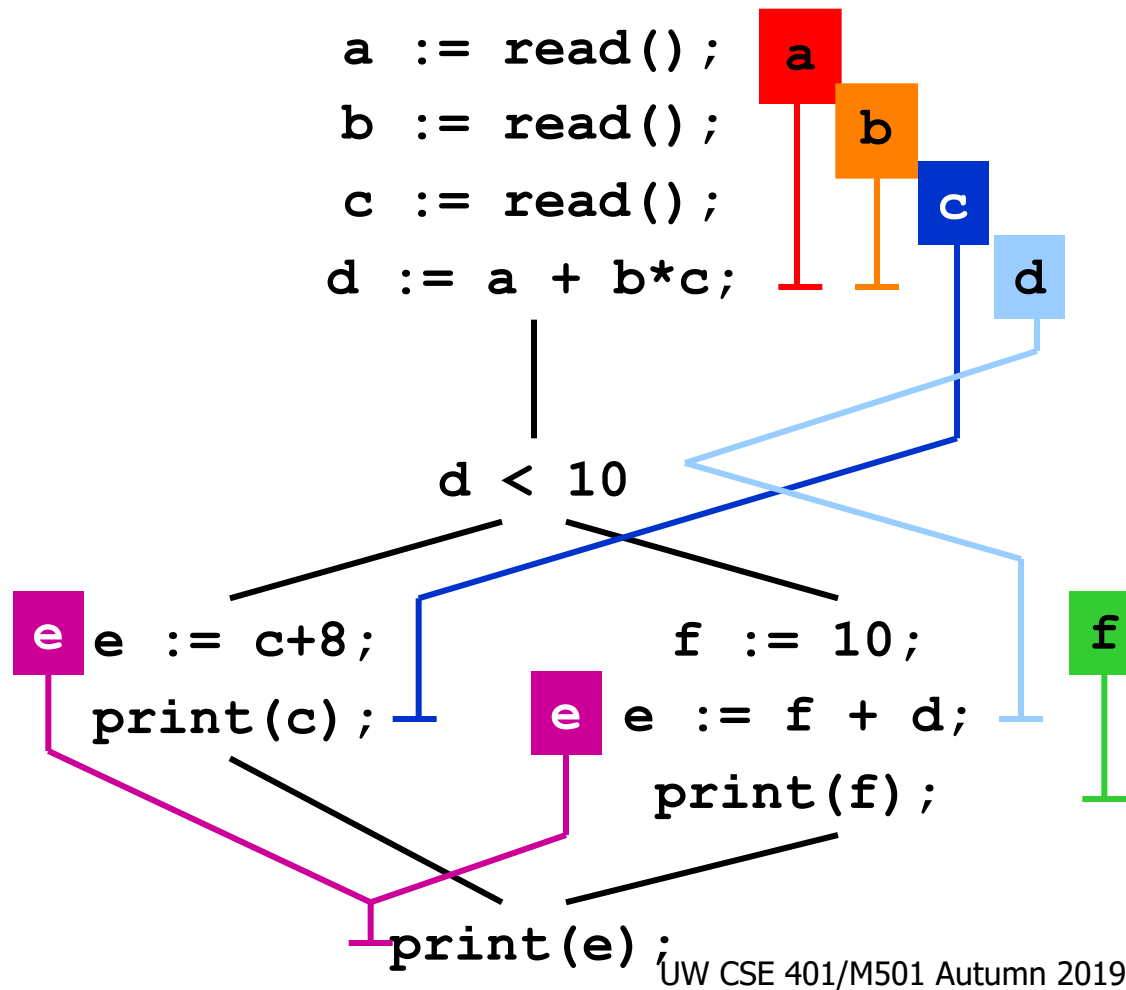 a := read(); a
b := read(); b
c := read(); c
d := a + b*c; d
d < 10
e e := c+8; f := 10; f
print(c); e e := f + d;
print(f);
print(e);
UW CSE 401/M501 Autumn 2019